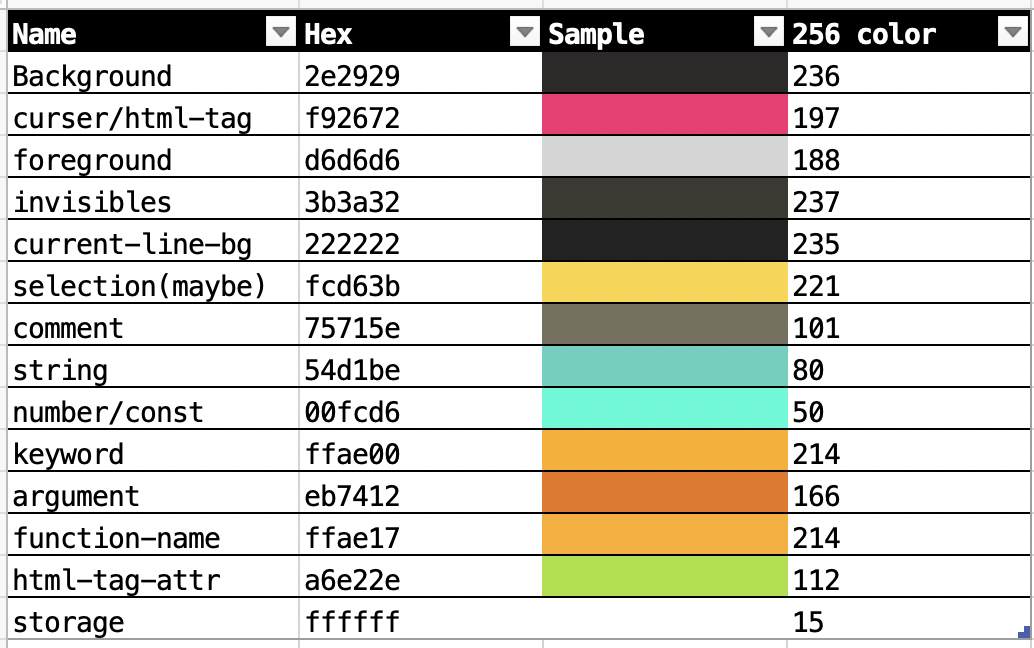 Name Hex Sample 256 color
Background 2e2929 236
curser/html-tag f92672 197
foreground d6d6d6 188
invisibles 3b3a32 237
current-line-bg 222222 235
selection(maybe) fcd63b 221
comment 75715e 101
string 54d1be 80
number/const 00fcd6 50
keyword ffae00 214
argument eb7412 166
function-name ffae17 214
html-tag-attr a6e22e 112
storage ffffff 15